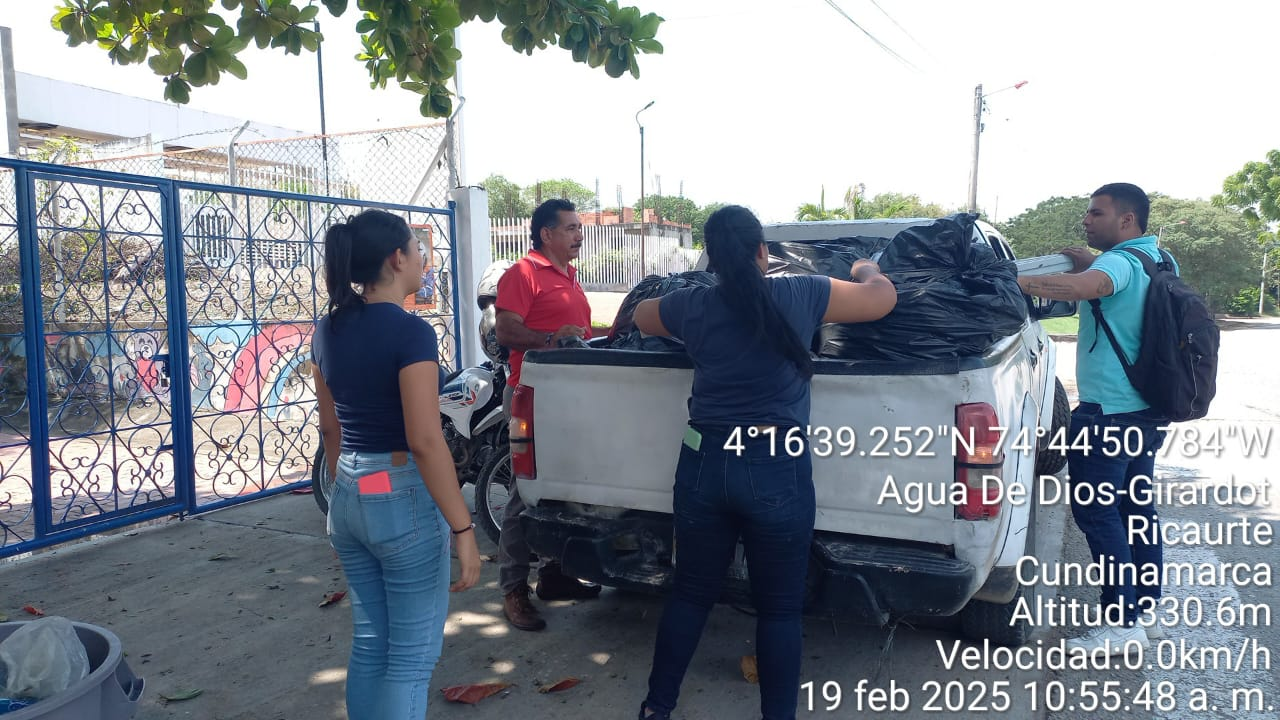 4°16'39.252"N 74°44'50.784"W
Agua De Dios-Girardot
Ricaurte
Cundinamarca
Altitud:330.6m
Velocidad:0.0km/h
19 feb 2025 10:55:48 a. m.